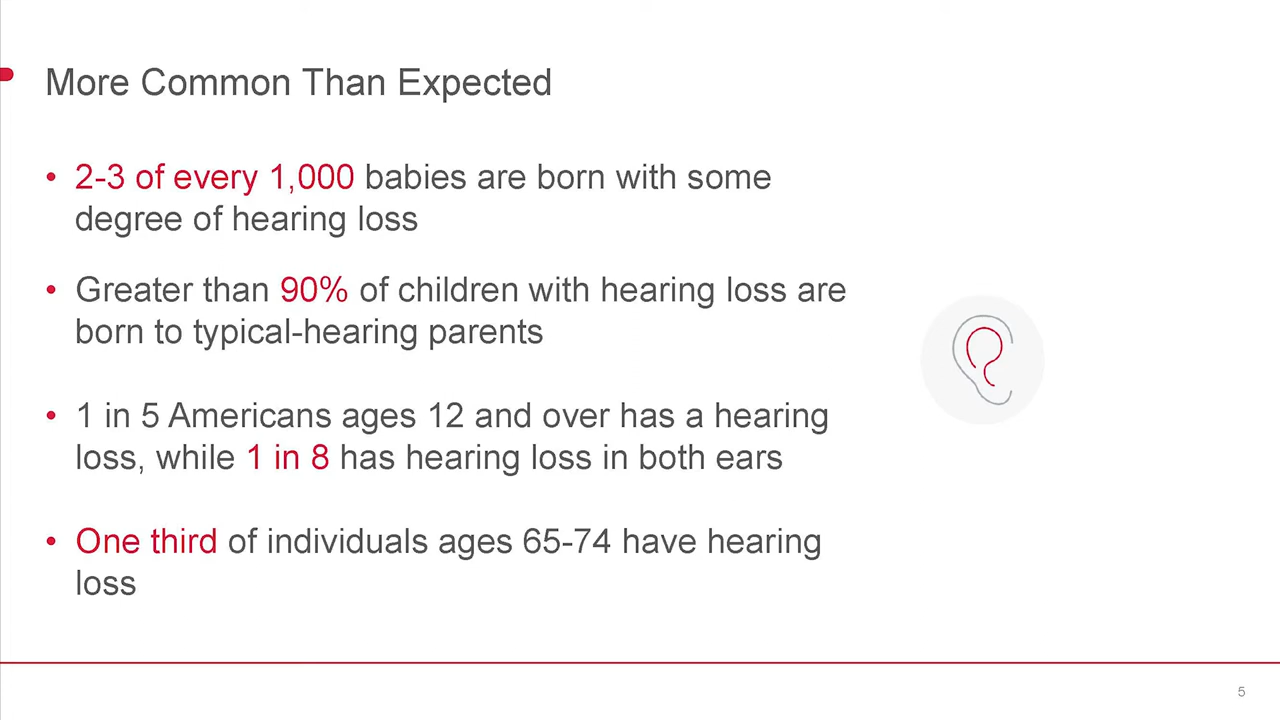 More Common Than Expected
• 2-3 of every 1,000 babies are born with some
degree of hearing loss
• Greater than 90% of children with hearing loss are
born to typical-hearing parents
• 1 in 5 Americans ages 12 and over has a hearing
loss, while 1 in 8 has hearing loss in both ears
• One third of individuals ages 65-74 have hearing
loss
5